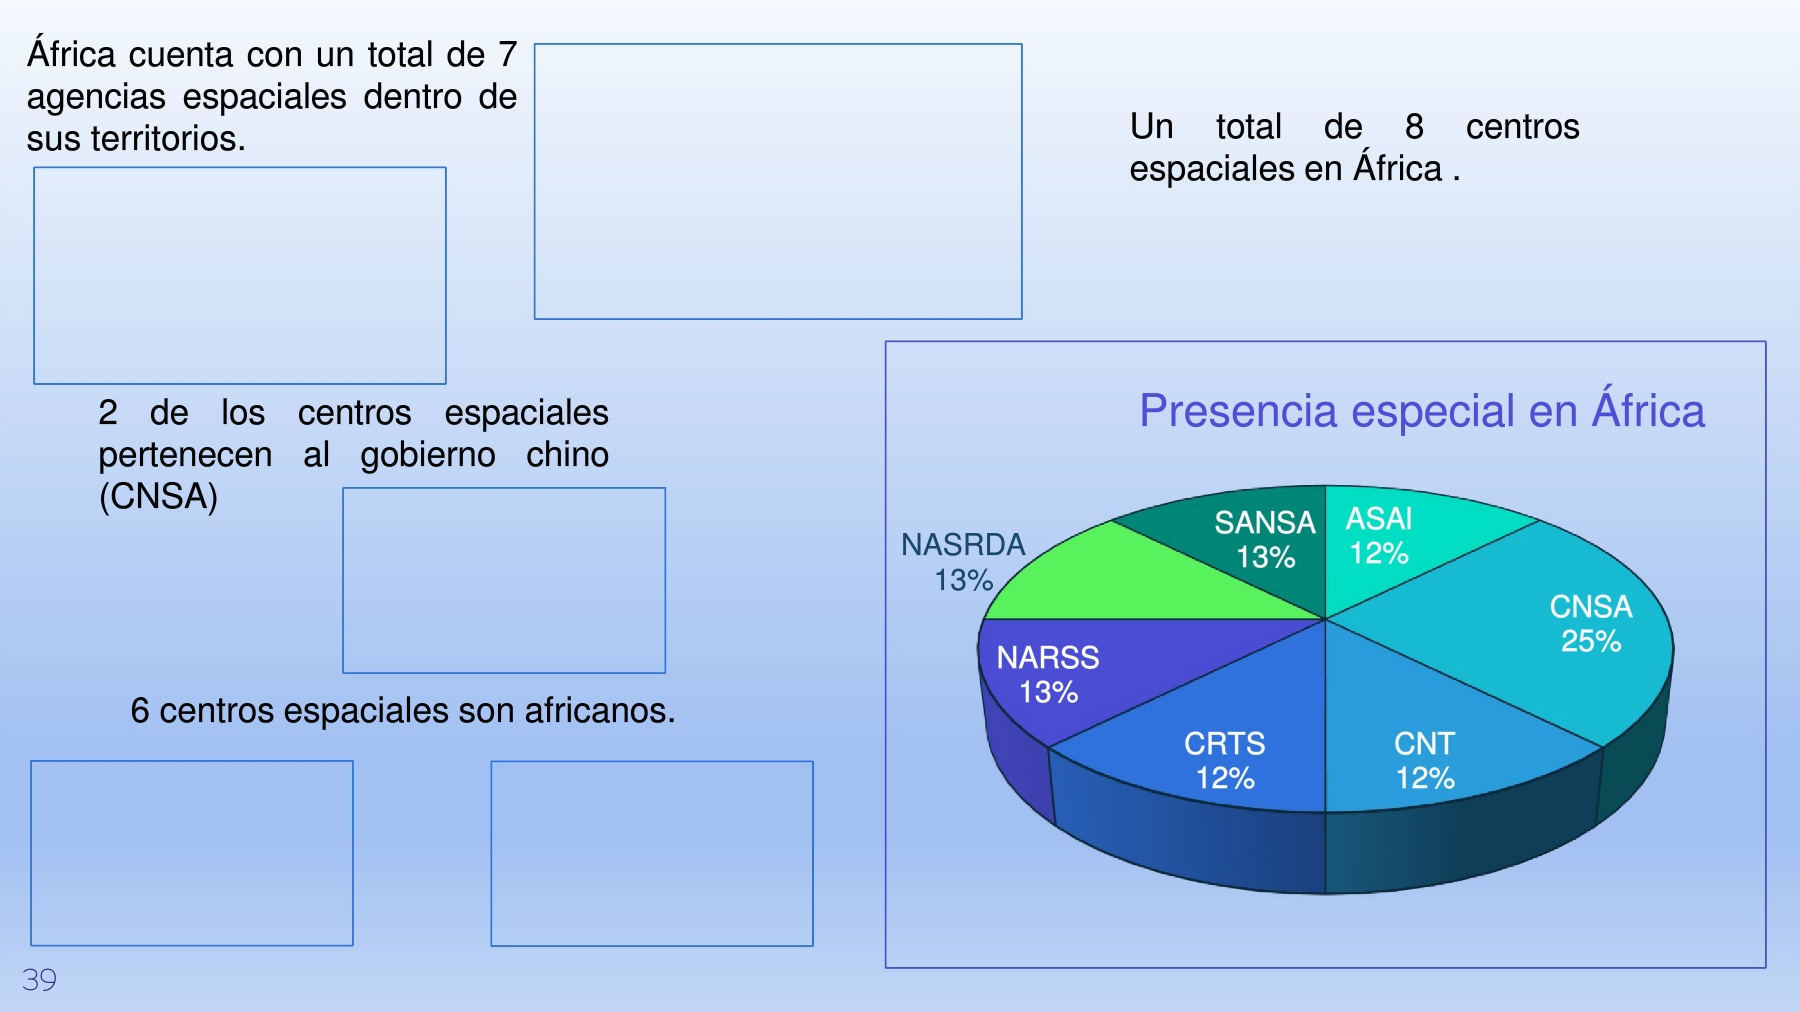 África cuenta con un total de 7
agencias espaciales dentro de
sus territorios.
Un total de 8 centros
espaciales en África .
2 de los centros espaciales
pertenecen al gobierno chino
(CNSA)
6 centros espaciales son africanos.
Presencia especial en África
SANSA
13%
ASAI
12%
NASRDA
13%
CNSA
25%
NARSS
13%
CRTS
12%
CNT
12%
39